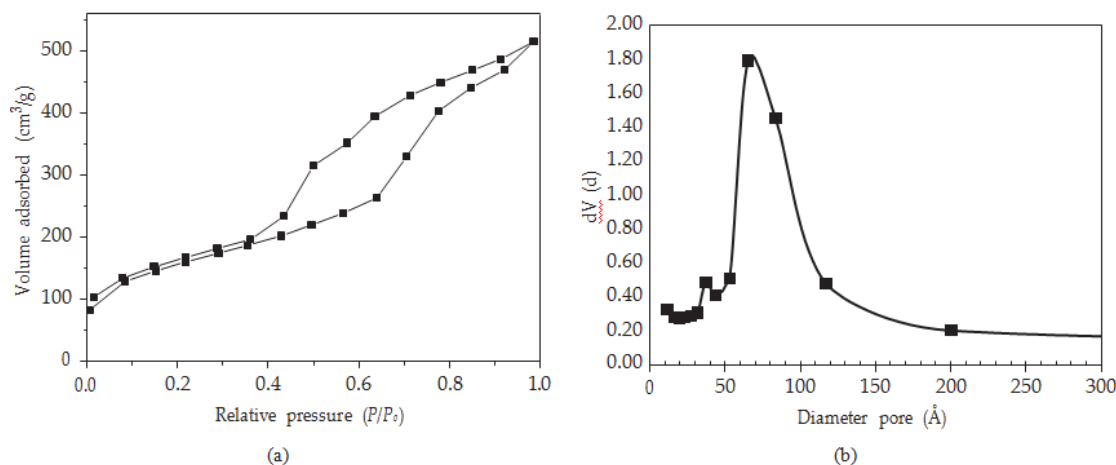 500
400
300
200
100
0
Volume adsorbed (cm³/g)
0.0 0.2 0.4 0.6 0.8 1.0
Relative pressure (P/P₀)
(a)
2.00
1.80
1.60
1.40
1.20
1.00
0.80
0.60
0.40
0.20
0.00
dV (d)
0 50 100 150 200 250 300
Diameter pore (Å)
(b)